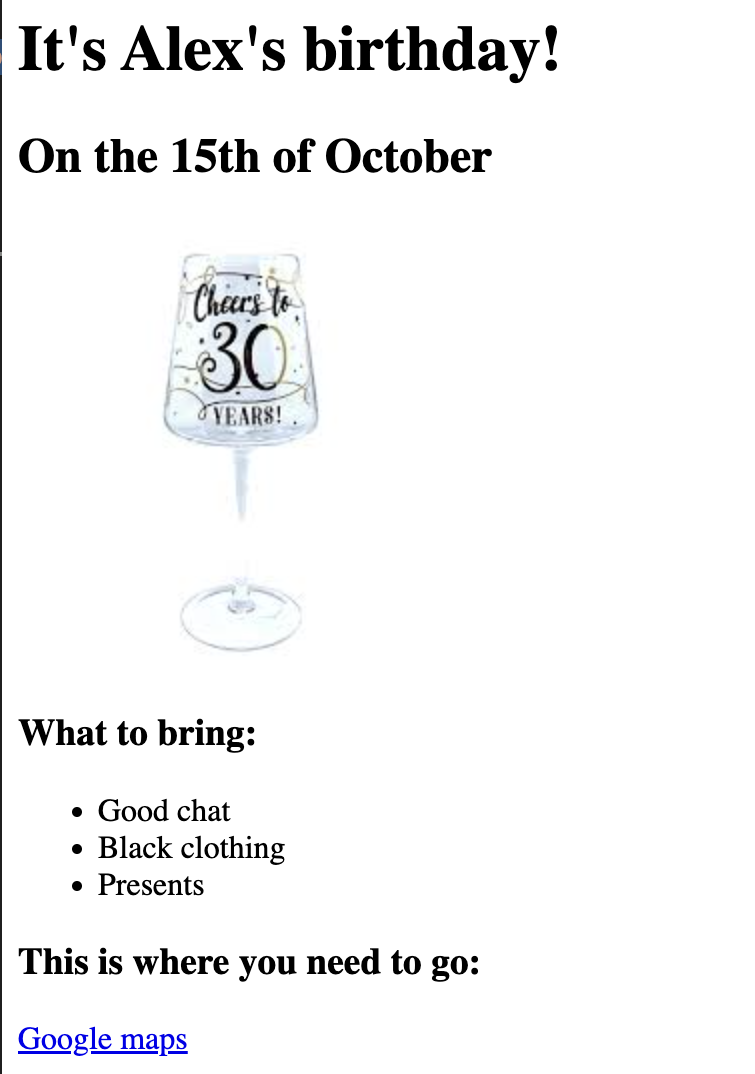 It's Alex's birthday!
On the 15th of October
Cheers to
30
YEARS!
What to bring:
Good chat
Black clothing
Presents
This is where you need to go:
Google maps